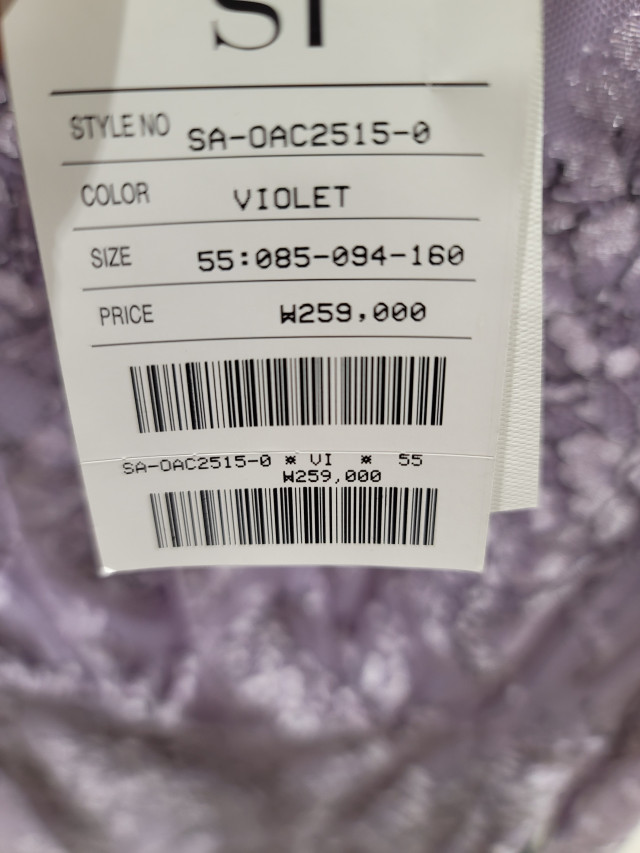 STYLE NO SA-OAC2515-0
COLOR VIOLET
SIZE 55:085-094-160
PRICE ₩259,000
SA-OAC2515-0 * VI * 55
₩259,000